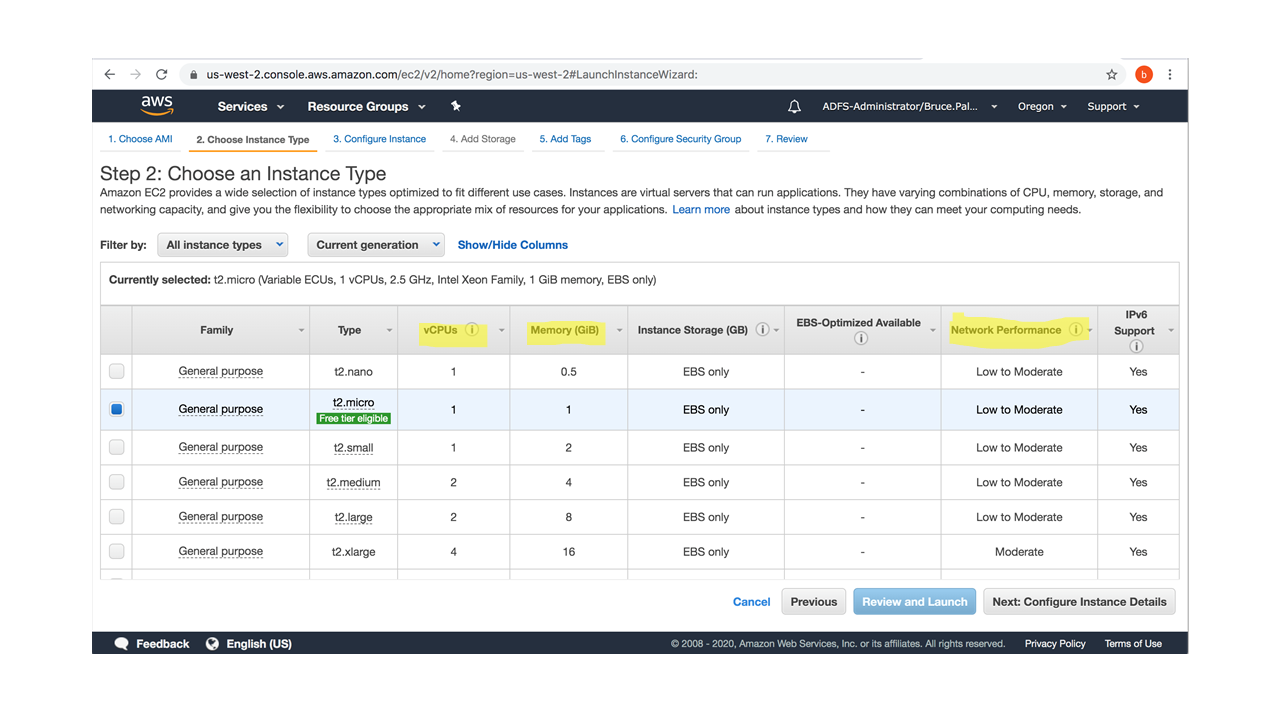 us-west-2.console.aws.amazon.com/ec2/v2/home?region=us-west-2#LaunchInstanceWizard:
b
aws Services Resource Groups ADFS-Administrator/Bruce.Pal... Oregon Support
1. Choose AMI 2. Choose Instance Type 3. Configure Instance 4. Add Storage 5. Add Tags 6. Configure Security Group 7. Review
Step 2: Choose an Instance Type
Amazon EC2 provides a wide selection of instance types optimized to fit different use cases. Instances are virtual servers that can run applications. They have varying combinations of CPU, memory, storage, and
networking capacity, and give you the flexibility to choose the appropriate mix of resources for your applications. Learn more about instance types and how they can meet your computing needs.
Filter by: All instance types Current generation Show/Hide Columns
Currently selected: t2.micro (Variable ECUs, 1 vCPUs, 2.5 GHz, Intel Xeon Family, 1 GiB memory, EBS only)
Family Type vCPUs i Memory (GiB) Instance Storage (GB) i EBS-Optimized Available i Network Performance i IPv6 Support i
General purpose t2.nano 1 0.5 EBS only - Low to Moderate Yes
General purpose t2.micro 1 1 EBS only - Low to Moderate Yes
Free tier eligible
General purpose t2.small 1 2 EBS only - Low to Moderate Yes
General purpose t2.medium 2 4 EBS only - Low to Moderate Yes
General purpose t2.large 2 8 EBS only - Low to Moderate Yes
General purpose t2.xlarge 4 16 EBS only - Moderate Yes
Cancel Previous Review and Launch Next: Configure Instance Details
Feedback English (US) © 2008 - 2020, Amazon Web Services, Inc. or its affiliates. All rights reserved. Privacy Policy Terms of Use